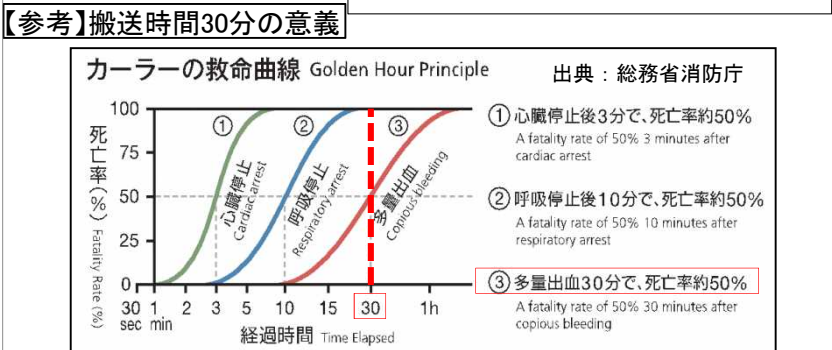 【参考】搬送時間30分の意義
カーラーの救命曲線 Golden Hour Principle
出典：総務省消防庁
死亡率(%) Fatality Rate (%)
100
75
50
25
0
①
②
③
心臓停止
Cardiac arrest
呼吸停止
Respiratory arrest
多量出血
Copious bleeding
30 1 2 3 5 10 15 30 1h
sec min
経過時間 Time Elapsed
①心臓停止後3分で、死亡率約50%
A fatality rate of 50% 3 minutes after
cardiac arrest
②呼吸停止後10分で、死亡率約50%
A fatality rate of 50% 10 minutes after
respiratory arrest
③多量出血30分で、死亡率約50%
A fatality rate of 50% 30 minutes after
copious bleeding